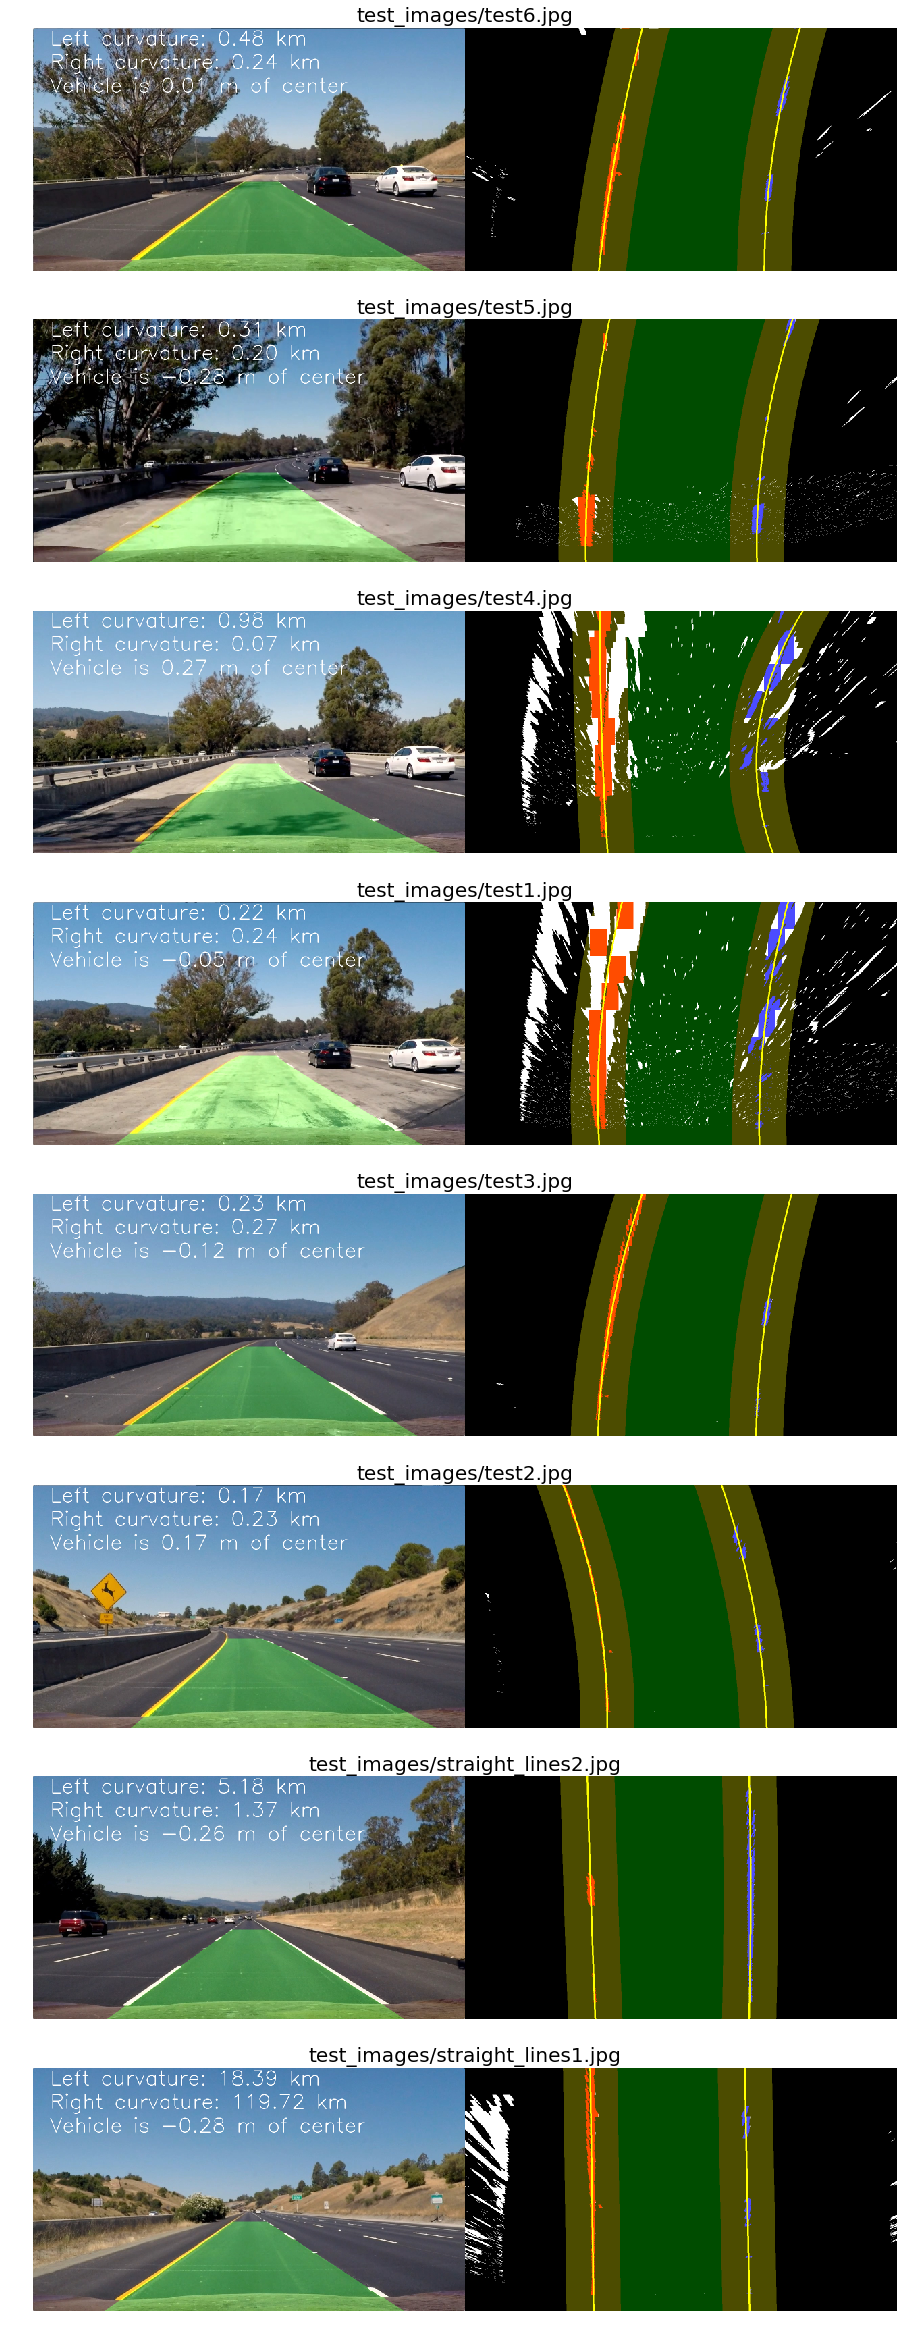 test_images/test6.jpg
Left curvature: 0.48 km
Right curvature: 0.24 km
Vehicle is 0.01 m of center
test_images/test5.jpg
Left curvature: 0.31 km
Right curvature: 0.20 km
Vehicle is −0.28 m of center
test_images/test4.jpg
Left curvature: 0.98 km
Right curvature: 0.07 km
Vehicle is 0.27 m of center
test_images/test1.jpg
Left curvature: 0.22 km
Right curvature: 0.24 km
Vehicle is −0.05 m of center
test_images/test3.jpg
Left curvature: 0.23 km
Right curvature: 0.27 km
Vehicle is −0.12 m of center
test_images/test2.jpg
Left curvature: 0.17 km
Right curvature: 0.23 km
Vehicle is 0.17 m of center
test_images/straight_lines2.jpg
Left curvature: 5.18 km
Right curvature: 1.37 km
Vehicle is −0.26 m of center
test_images/straight_lines1.jpg
Left curvature: 18.39 km
Right curvature: 119.72 km
Vehicle is −0.28 m of center